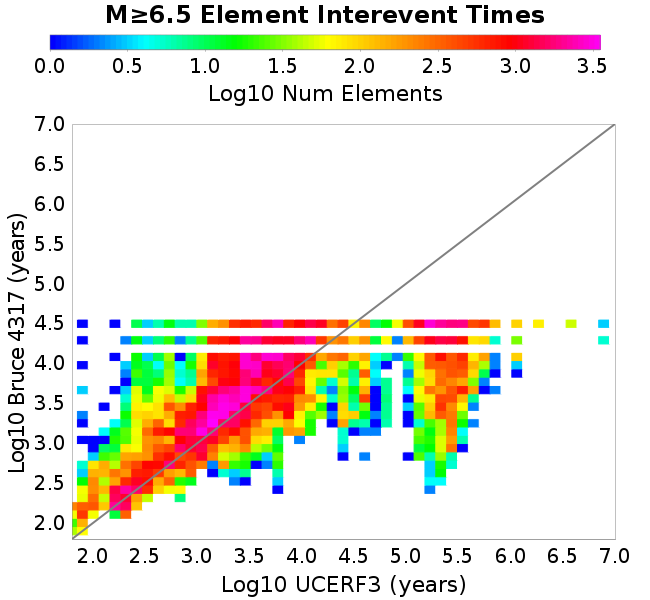 M≥6.5 Element Interevent Times
0.0 0.5 1.0 1.5 2.0 2.5 3.0 3.5
Log10 Num Elements
7.0
6.5
6.0
5.5
5.0
4.5
4.0
3.5
3.0
2.5
2.0
Log10 Bruce 4317 (years)
2.0 2.5 3.0 3.5 4.0 4.5 5.0 5.5 6.0 6.5 7.0
Log10 UCERF3 (years)